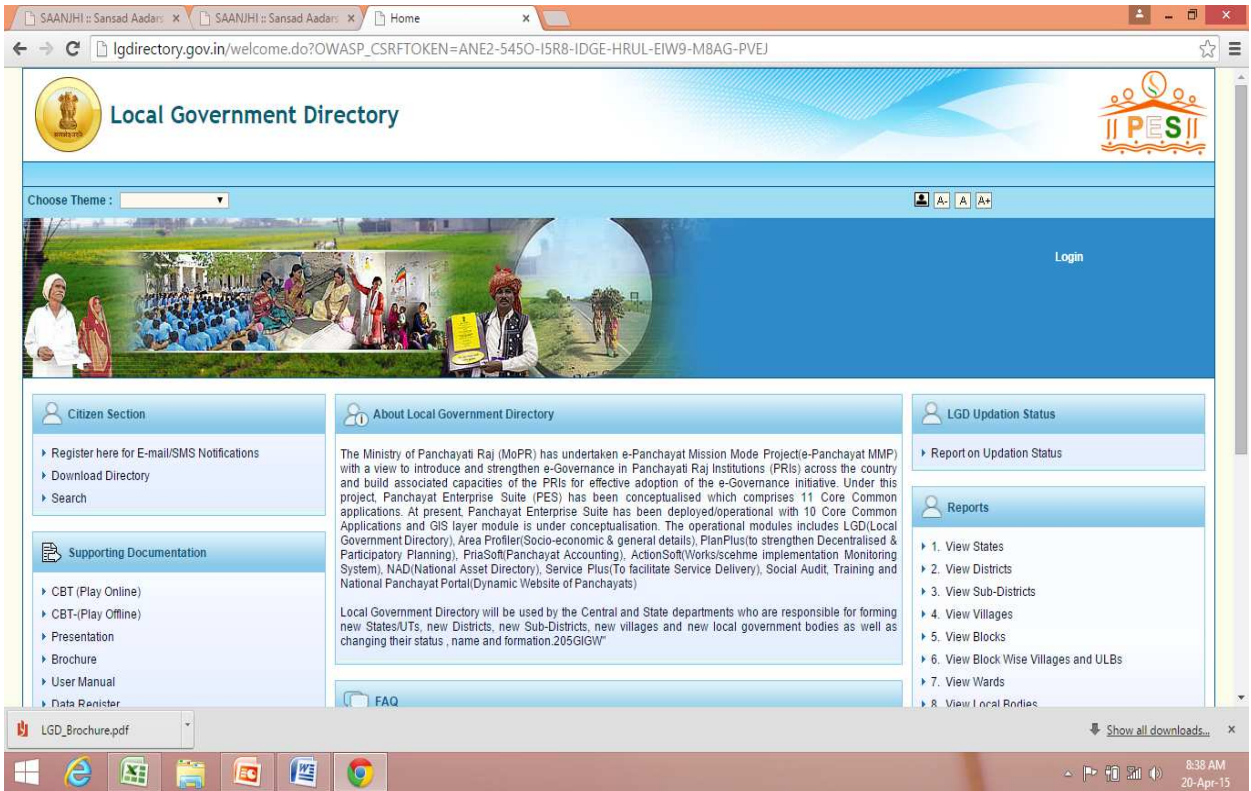 SAANJHI :: Sansad Aadars
SAANJHI :: Sansad Aadars
Home
lgdirectory.gov.in/welcome.do?OWASP_CSRFTOKEN=ANE2-545O-I5R8-IDGE-HRUL-EIW9-M8AG-PVEJ
Local Government Directory
PES
Choose Theme :
A- A A+
Login
Citizen Section
Register here for E-mail/SMS Notifications
Download Directory
Search
Supporting Documentation
CBT (Play Online)
CBT-(Play Offline)
Presentation
Brochure
User Manual
Data Register
About Local Government Directory
The Ministry of Panchayati Raj (MoPR) has undertaken e-Panchayat Mission Mode Project(e-Panchayat MMP)
with a view to introduce and strengthen e-Governance in Panchayati Raj Institutions (PRIs) across the country
and build associated capacities of the PRIs for effective adoption of the e-Governance initiative. Under this
project, Panchayat Enterprise Suite (PES) has been conceptualised which comprises 11 Core Common
applications. At present, Panchayat Enterprise Suite has been deployed/operational with 10 Core Common
Applications and GIS layer module is under conceptualisation. The operational modules includes LGD(Local
Government Directory), Area Profiler(Socio-economic & general details), PlanPlus(to strengthen Decentralised &
Participatory Planning), PriaSoft(Panchayat Accounting), ActionSoft(Works/scehme implementation Monitoring
System), NAD(National Asset Directory), Service Plus(To facilitate Service Delivery), Social Audit, Training and
National Panchayat Portal(Dynamic Website of Panchayats)
Local Government Directory will be used by the Central and State departments who are responsible for forming
new States/UTs, new Districts, new Sub-Districts, new villages and new local government bodies as well as
changing their status , name and formation.205GIGW"
FAQ
LGD Updation Status
Report on Updation Status
Reports
1. View States
2. View Districts
3. View Sub-Districts
4. View Villages
5. View Blocks
6. View Block Wise Villages and ULBs
7. View Wards
8. View Local Bodies
LGD_Brochure.pdf
Show all downloads...
8:38 AM
20-Apr-15